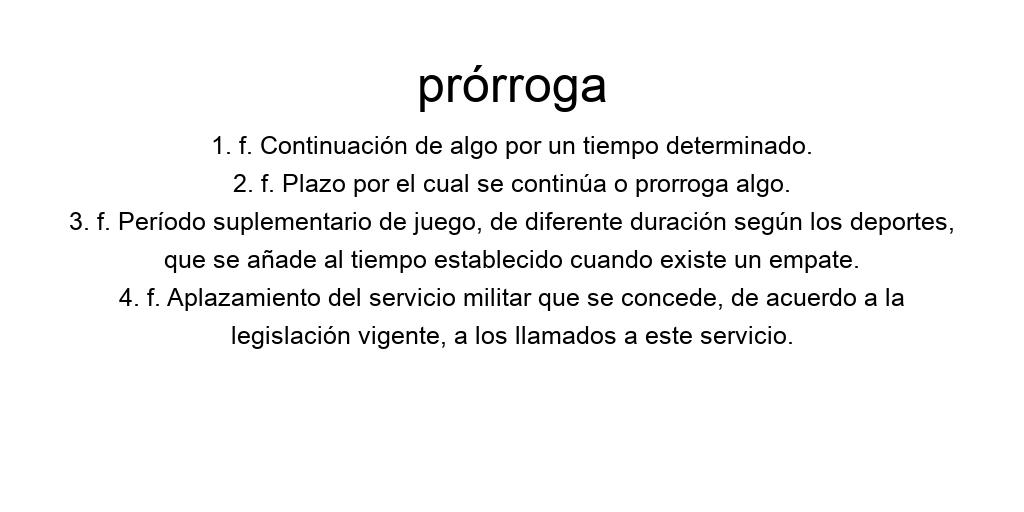 prórroga
1. f. Continuación de algo por un tiempo determinado.
2. f. Plazo por el cual se continúa o prorroga algo.
3. f. Período suplementario de juego, de diferente duración según los deportes,
que se añade al tiempo establecido cuando existe un empate.
4. f. Aplazamiento del servicio militar que se concede, de acuerdo a la
legislación vigente, a los llamados a este servicio.